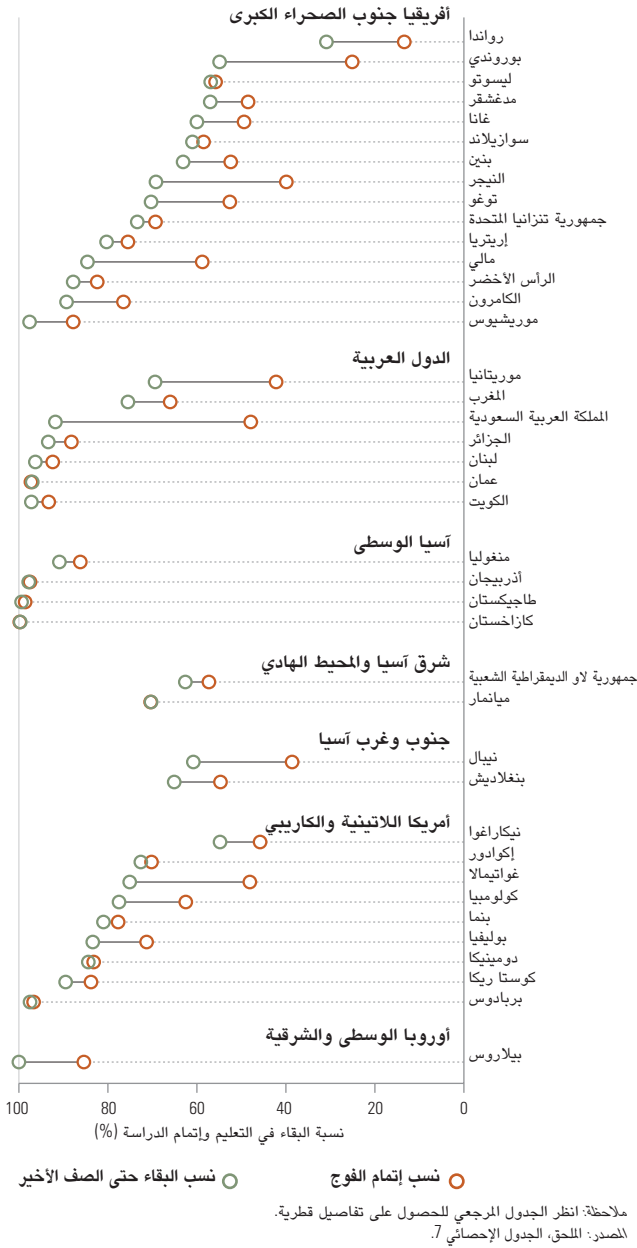 أفريقيا جنوب الصحراء الكبرى
رواندا
بوروندي
ليسوتو
مدغشقر
غانا
سوازيلاند
بنين
النيجر
توغو
جمهورية تنزانيا المتحدة
إريتريا
مالي
الرأس الأخضر
الكامرون
موريشيوس
الدول العربية
موريتانيا
المغرب
المملكة العربية السعودية
الجزائر
لبنان
عمان
الكويت
آسيا الوسطى
منغوليا
أذربيجان
طاجيكستان
كازاخستان
شرق آسيا والمحيط الهادي
جمهورية لاو الديمقراطية الشعبية
ميانمار
جنوب وغرب آسيا
نيبال
بنغلاديش
أمريكا اللاتينية والكاريبي
نيكاراغوا
إكوادور
غواتيمالا
كولومبيا
بنما
بوليفيا
دومينيكا
كوستا ريكا
بربادوس
أوروبا الوسطى والشرقية
بيلاروس
0 20 40 60 80 100
نسبة البقاء في التعليم وإتمام الدراسة (%)
نسب إتمام الفوج نسب البقاء حتى الصف الأخير
ملاحظة: انظر الجدول المرجعي للحصول على تفاصيل قطرية.
المصدر: الملحق، الجدول الإحصائي 7.